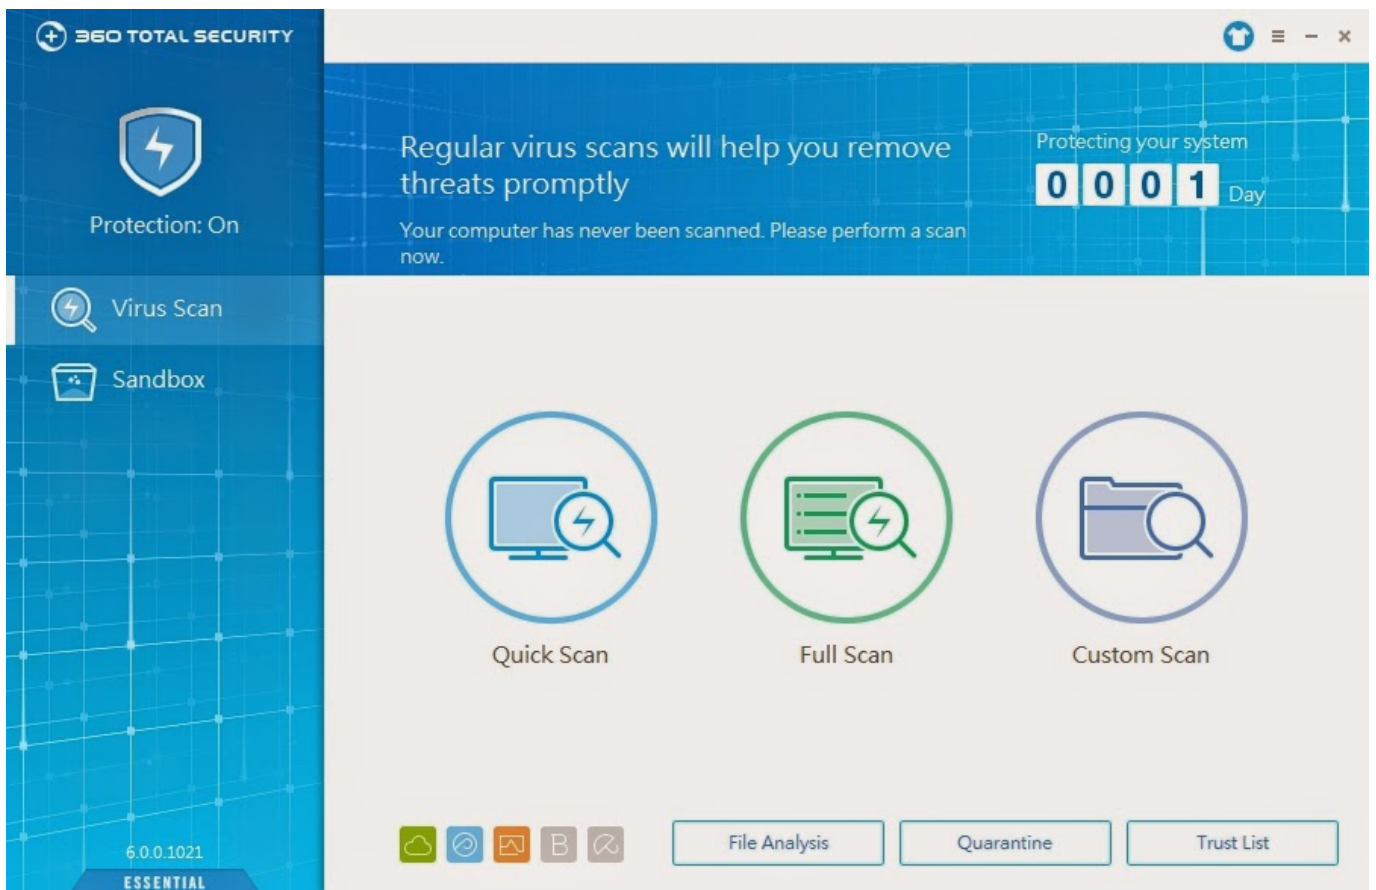 360 TOTAL SECURITY
Protection: On
Virus Scan
Sandbox
6.0.0.1021
ESSENTIAL
Regular virus scans will help you remove
threats promptly
Your computer has never been scanned. Please perform a scan
now.
Protecting your system
0 0 0 1 Day
Quick Scan
Full Scan
Custom Scan
B
File Analysis
Quarantine
Trust List